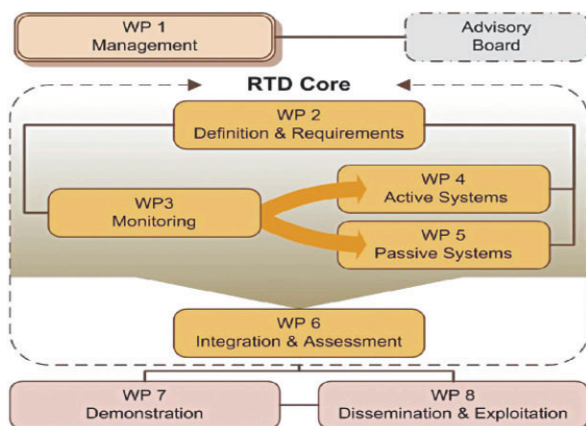 WP 1
Management
Advisory
Board
RTD Core
WP 2
Definition & Requirements
WP3
Monitoring
WP 4
Active Systems
WP 5
Passive Systems
WP 6
Integration & Assessment
WP 7
Demonstration
WP 8
Dissemination & Exploitation